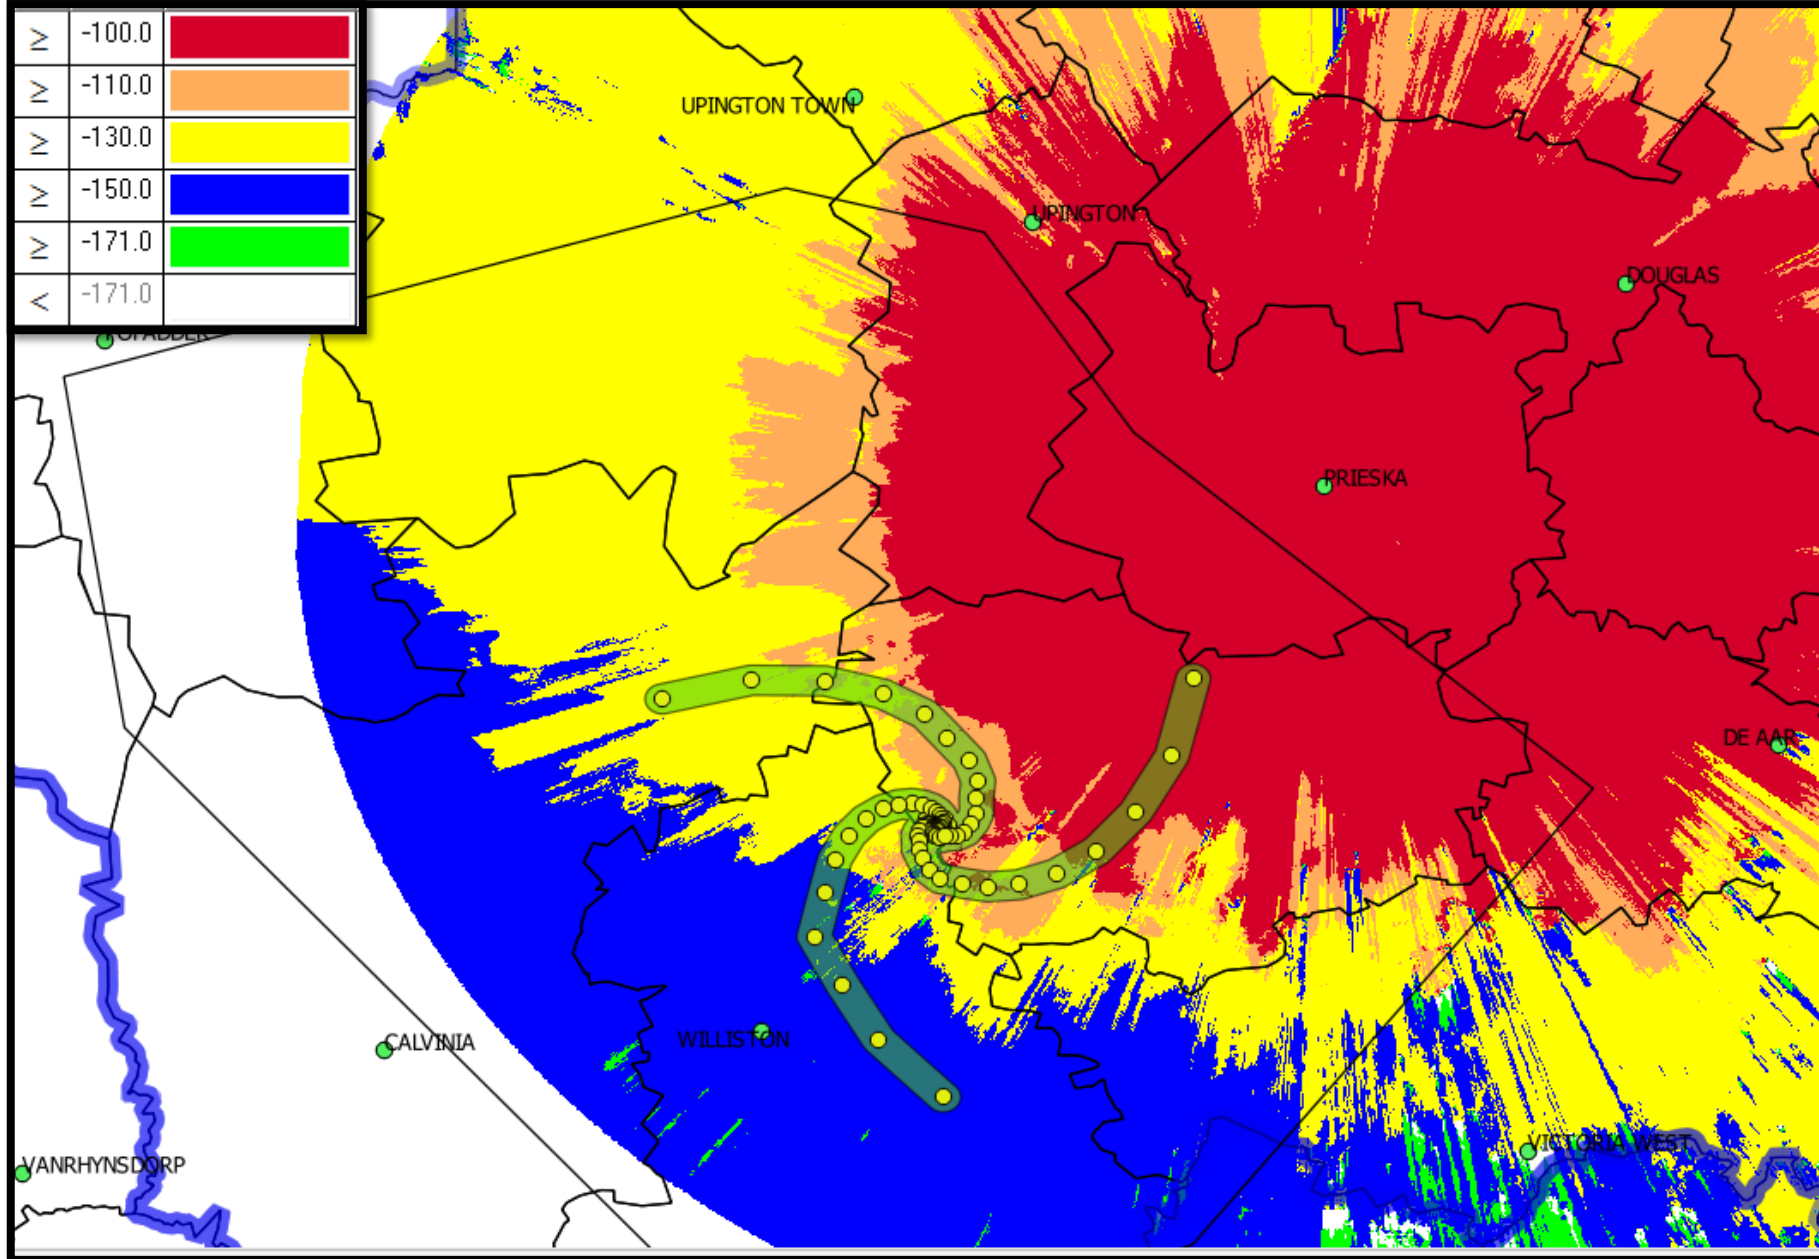 ≥ -100.0
≥ -110.0
≥ -130.0
≥ -150.0
≥ -171.0
< -171.0
UPINGTON TOWN
UPINGTON
DOUGLAS
PRIESKA
DE AAR
CALVINIA
WILLISTON
VICTORIA WEST
VANRHYNSDORP